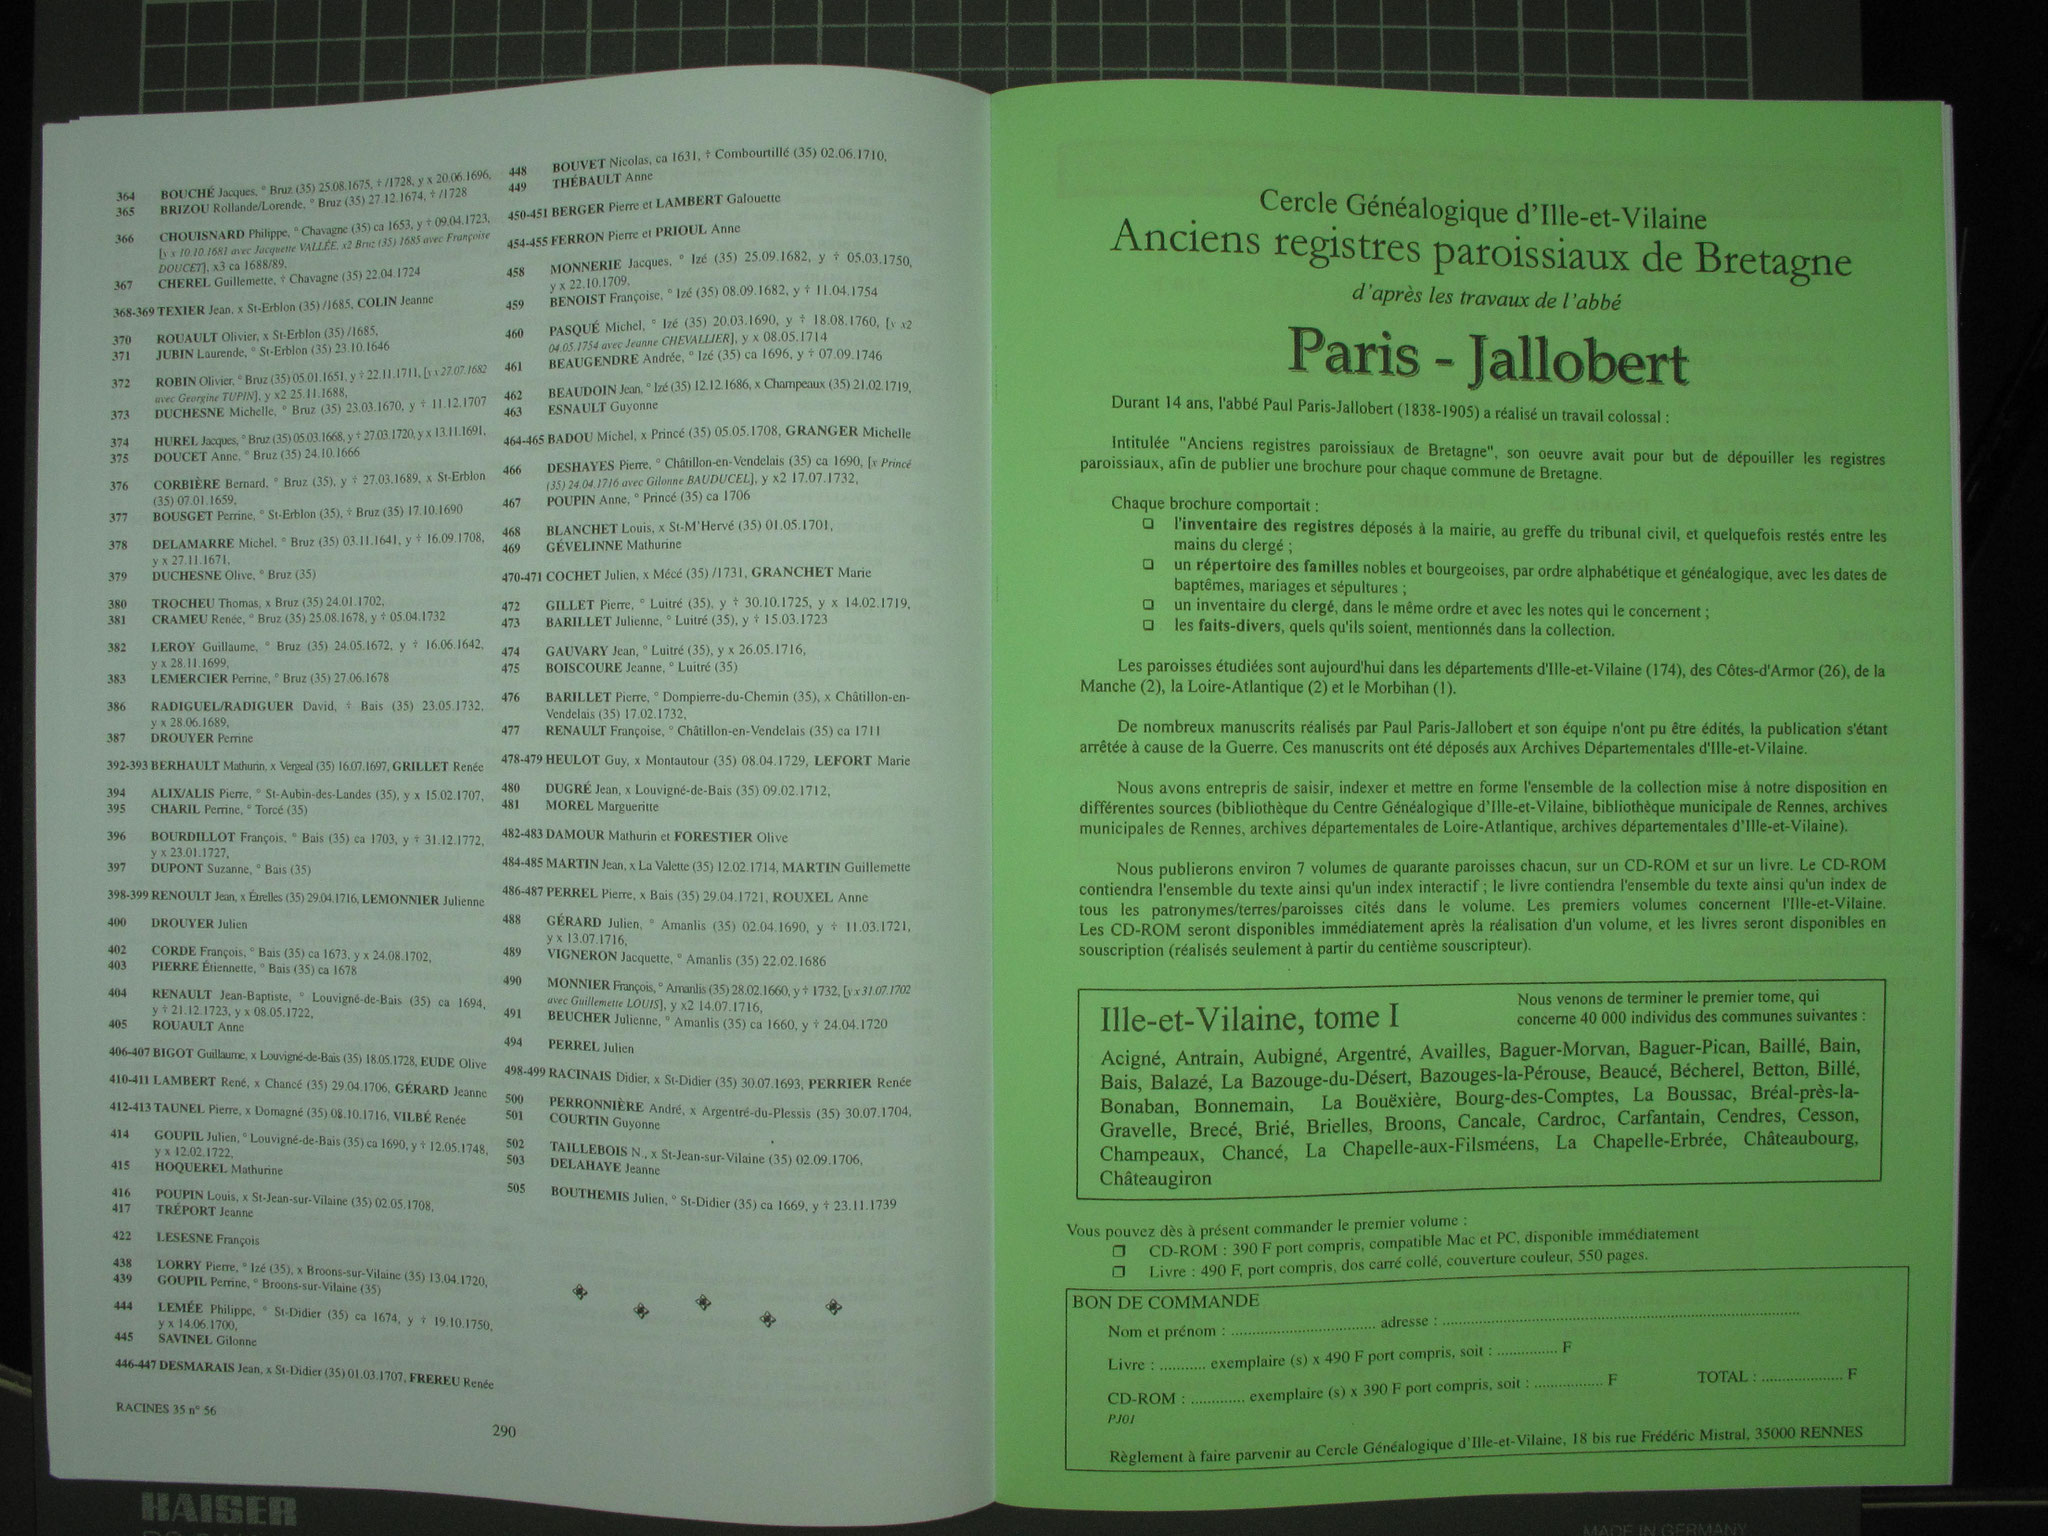 364 BOUCHÉ Jacques, ° Bruz (35) 25.08.1675, † /1728, y x 20.06.1696,
365 BRIZOU Rollande/Lorende, ° Bruz (35) 27.12.1674, † /1728
366 CHOUISNARD Philippe, ° Chavagne (35) ca 1653, y † 09.04.1723,
[y x 10.10.1681 avec Jacquette VALLÉE, x2 Bruz (35) 1685 avec Françoise
DOUCET], x3 ca 1688/89,
367 CHEREL Guillemette, † Chavagne (35) 22.04.1724
368-369 TEXIER Jean, x St-Erblon (35) /1685, COLIN Jeanne
370 ROUAULT Olivier, x St-Erblon (35) /1685,
371 JUBIN Laurende, ° St-Erblon (35) 23.10.1646
372 ROBIN Olivier, ° Bruz (35) 05.01.1651, y † 22.11.1711, [y x 27.07.1682
avec Georgine TUPIN], y x2 25.11.1688,
373 DUCHESNE Michelle, ° Bruz (35) 23.03.1670, y † 11.12.1707
374 HUREL Jacques, ° Bruz (35) 05.03.1668, y † 27.03.1720, y x 13.11.1691,
375 DOUCET Anne, ° Bruz (35) 24.10.1666
376 CORBIÈRE Bernard, ° Bruz (35), y † 27.03.1689, x St-Erblon
(35) 07.01.1659,
377 BOUSGET Perrine, ° St-Erblon (35), † Bruz (35) 17.10.1690
378 DELAMARRE Michel, ° Bruz (35) 03.11.1641, y † 16.09.1708,
y x 27.11.1671,
379 DUCHESNE Olive, ° Bruz (35)
380 TROCHEU Thomas, x Bruz (35) 24.01.1702,
381 CRAMEU Renée, ° Bruz (35) 25.08.1678, y † 05.04.1732
382 LEROY Guillaume, ° Bruz (35) 24.05.1672, y † 16.06.1642,
y x 28.11.1699,
383 LEMERCIER Perrine, ° Bruz (35) 27.06.1678
386 RADIGUEL/RADIGUER David, † Bais (35) 23.05.1732,
y x 28.06.1689,
387 DROUYER Perrine
392-393 BERHAULT Mathurin, x Vergeal (35) 16.07.1697, GRILLET Renée
394 ALIX/ALIS Pierre, ° St-Aubin-des-Landes (35), y x 15.02.1707,
395 CHARIL Perrine, ° Torcé (35)
396 BOURDILLOT François, ° Bais (35) ca 1703, y † 31.12.1772,
y x 23.01.1727,
397 DUPONT Suzanne, ° Bais (35)
398-399 RENOULT Jean, x Étrelles (35) 29.04.1716, LEMONNIER Julienne
400 DROUYER Julien
402 CORDE François, ° Bais (35) ca 1673, y x 24.08.1702,
403 PIERRE Étiennette, ° Bais (35) ca 1678
404 RENAULT Jean-Baptiste, ° Louvigné-de-Bais (35) ca 1694,
y † 21.12.1723, y x 08.05.1722,
405 ROUAULT Anne
406-407 BIGOT Guillaume, x Louvigné-de-Bais (35) 18.05.1728, EUDE Olive
410-411 LAMBERT René, x Chancé (35) 29.04.1706, GÉRARD Jeanne
412-413 TAUNEL Pierre, x Domagné (35) 08.10.1716, VILBÉ Renée
414 GOUPIL Julien, ° Louvigné-de-Bais (35) ca 1690, y † 12.05.1748,
y x 12.02.1722,
415 HOQUEREL Mathurine
416 POUPIN Louis, x St-Jean-sur-Vilaine (35) 02.05.1708,
417 TRÉPORT Jeanne
422 LESESNE François
438 LORRY Pierre, ° Izé (35), x Broons-sur-Vilaine (35) 13.04.1720,
439 GOUPIL Perrine, ° Broons-sur-Vilaine (35)
444 LEMÉE Philippe, ° St-Didier (35) ca 1674, y † 19.10.1750,
y x 14.06.1700,
445 SAVINEL Gilonne
446-447 DESMARAIS Jean, x St-Didier (35) 01.03.1707, FREREU Renée
448 BOUVET Nicolas, ca 1631, † Combourtillé (35) 02.06.1710,
449 THÉBAULT Anne
450-451 BERGER Pierre et LAMBERT Galouette
454-455 FERRON Pierre et PRIOUL Anne
458 MONNERIE Jacques, ° Izé (35) 25.09.1682, y † 05.03.1750,
y x 22.10.1709,
459 BENOIST Françoise, ° Izé (35) 08.09.1682, y † 11.04.1754
460 PASQUÉ Michel, ° Izé (35) 20.03.1690, y † 18.08.1760, [y x2
04.05.1754 avec Jeanne CHEVALLIER], y x 08.05.1714
461 BEAUGENDRE Andrée, ° Izé (35) ca 1696, y † 07.09.1746
462 BEAUDOIN Jean, ° Izé (35) 12.12.1686, x Champeaux (35) 21.02.1719,
463 ESNAULT Guyonne
464-465 BADOU Michel, x Princé (35) 05.05.1708, GRANGER Michelle
466 DESHAYES Pierre, ° Châtillon-en-Vendelais (35) ca 1690, [x Princé
(35) 24.04.1716 avec Gilonne BAUDUCEL], y x2 17.07.1732,
467 POUPIN Anne, ° Princé (35) ca 1706
468 BLANCHET Louis, x St-M'Hervé (35) 01.05.1701,
469 GÉVELINNE Mathurine
470-471 COCHET Julien, x Mécé (35) /1731, GRANCHET Marie
472 GILLET Pierre, ° Luitré (35), y † 30.10.1725, y x 14.02.1719,
473 BARILLET Julienne, ° Luitré (35), y † 15.03.1723
474 GAUVARY Jean, ° Luitré (35), y x 26.05.1716,
475 BOISCOURE Jeanne, ° Luitré (35)
476 BARILLET Pierre, ° Dompierre-du-Chemin (35), x Châtillon-en-
Vendelais (35) 17.02.1732,
477 RENAULT Françoise, ° Châtillon-en-Vendelais (35) ca 1711
478-479 HEULOT Guy, x Montautour (35) 08.04.1729, LEFORT Marie
480 DUGRÉ Jean, x Louvigné-de-Bais (35) 09.02.1712,
481 MOREL Margueritte
482-483 DAMOUR Mathurin et FORESTIER Olive
484-485 MARTIN Jean, x La Valette (35) 12.02.1714, MARTIN Guillemette
486-487 PERREL Pierre, x Bais (35) 29.04.1721, ROUXEL Anne
488 GÉRARD Julien, ° Amanlis (35) 02.04.1690, y † 11.03.1721,
y x 13.07.1716,
489 VIGNERON Jacquette, ° Amanlis (35) 22.02.1686
490 MONNIER François, ° Amanlis (35) 28.02.1660, y † 1732, [y x 31.07.1702
avec Guillemette LOUIS], y x2 14.07.1716,
491 BEUCHER Julienne, ° Amanlis (35) ca 1660, y † 24.04.1720
494 PERREL Julien
498-499 RACINAIS Didier, x St-Didier (35) 30.07.1693, PERRIER Renée
500 PERRONNIÈRE André, x Argentré-du-Plessis (35) 30.07.1704,
501 COURTIN Guyonne
502 TAILLEBOIS N., x St-Jean-sur-Vilaine (35) 02.09.1706,
503 DELAHAYE Jeanne
505 BOUTHEMIS Julien, ° St-Didier (35) ca 1669, y † 23.11.1739
RACINES 35 n° 56
290
Cercle Généalogique d'Ille-et-Vilaine
Anciens registres paroissiaux de Bretagne
d'après les travaux de l'abbé
Paris - Jallobert
Durant 14 ans, l'abbé Paul Paris-Jallobert (1838-1905) a réalisé un travail colossal :
Intitulée "Anciens registres paroissiaux de Bretagne", son oeuvre avait pour but de dépouiller les registres
paroissiaux, afin de publier une brochure pour chaque commune de Bretagne.
Chaque brochure comportait :
❏ l'inventaire des registres déposés à la mairie, au greffe du tribunal civil, et quelquefois restés entre les
mains du clergé ;
❏ un répertoire des familles nobles et bourgeoises, par ordre alphabétique et généalogique, avec les dates de
baptêmes, mariages et sépultures ;
❏ un inventaire du clergé, dans le même ordre et avec les notes qui le concernent ;
❏ les faits-divers, quels qu'ils soient, mentionnés dans la collection.
Les paroisses étudiées sont aujourd'hui dans les départements d'Ille-et-Vilaine (174), des Côtes-d'Armor (26), de la
Manche (2), la Loire-Atlantique (2) et le Morbihan (1).
De nombreux manuscrits réalisés par Paul Paris-Jallobert et son équipe n'ont pu être édités, la publication s'étant
arrêtée à cause de la Guerre. Ces manuscrits ont été déposés aux Archives Départementales d'Ille-et-Vilaine.
Nous avons entrepris de saisir, indexer et mettre en forme l'ensemble de la collection mise à notre disposition en
différentes sources (bibliothèque du Centre Généalogique d'Ille-et-Vilaine, bibliothèque municipale de Rennes, archives
municipales de Rennes, archives départementales de Loire-Atlantique, archives départementales d'Ille-et-Vilaine).
Nous publierons environ 7 volumes de quarante paroisses chacun, sur un CD-ROM et sur un livre. Le CD-ROM
contiendra l'ensemble du texte ainsi qu'un index interactif ; le livre contiendra l'ensemble du texte ainsi qu'un index de
tous les patronymes/terres/paroisses cités dans le volume. Les premiers volumes concernent l'Ille-et-Vilaine.
Les CD-ROM seront disponibles immédiatement après la réalisation d'un volume, et les livres seront disponibles en
souscription (réalisés seulement à partir du centième souscripteur).
Ille-et-Vilaine, tome I
Nous venons de terminer le premier tome, qui
concerne 40 000 individus des communes suivantes :
Acigné, Antrain, Aubigné, Argentré, Availles, Baguer-Morvan, Baguer-Pican, Baillé, Bain,
Bais, Balazé, La Bazouge-du-Désert, Bazouges-la-Pérouse, Beaucé, Bécherel, Betton, Billé,
Bonaban, Bonnemain, La Bouëxière, Bourg-des-Comptes, La Boussac, Bréal-près-la-
Gravelle, Brecé, Brié, Brielles, Broons, Cancale, Cardroc, Carfantain, Cendres, Cesson,
Champeaux, Chancé, La Chapelle-aux-Filsméens, La Chapelle-Erbrée, Châteaubourg,
Châteaugiron
Vous pouvez dès à présent commander le premier volume :
❏ CD-ROM : 390 F port compris, compatible Mac et PC, disponible immédiatement
❏ Livre : 490 F, port compris, dos carré collé, couverture couleur, 550 pages.
BON DE COMMANDE
Nom et prénom : .................................... adresse : ..........................................................................................
Livre : ........... exemplaire (s) x 490 F port compris, soit : ............... F
CD-ROM : ............. exemplaire (s) x 390 F port compris, soit : ................. F TOTAL : .................... F
PJ01
Règlement à faire parvenir au Cercle Généalogique d'Ille-et-Vilaine, 18 bis rue Frédéric Mistral, 35000 RENNES
KAISER
MADE IN GERMANY